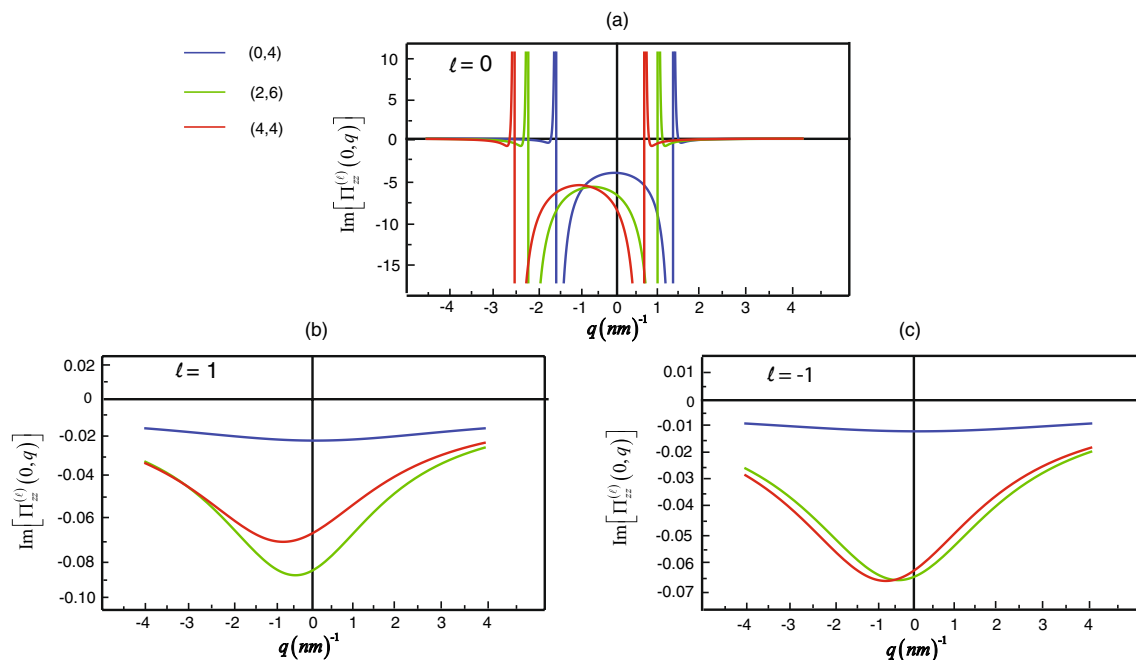 (a)
(0,4)
(2,6)
(4,4)
ℓ = 0
Im[Π_zz^(ℓ)(0,q)]
10
5
0
-5
-10
-15
-4 -3 -2 -1 0 1 2 3 4
q(nm)^-1
(b)
ℓ = 1
Im[Π_zz^(ℓ)(0,q)]
0.02
0
-0.02
-0.04
-0.06
-0.08
-0.10
-4 -3 -2 -1 0 1 2 3 4
q(nm)^-1
(c)
ℓ = -1
Im[Π_zz^(ℓ)(0,q)]
0.01
0
-0.01
-0.02
-0.03
-0.04
-0.05
-0.06
-0.07
-4 -3 -2 -1 0 1 2 3 4
q(nm)^-1